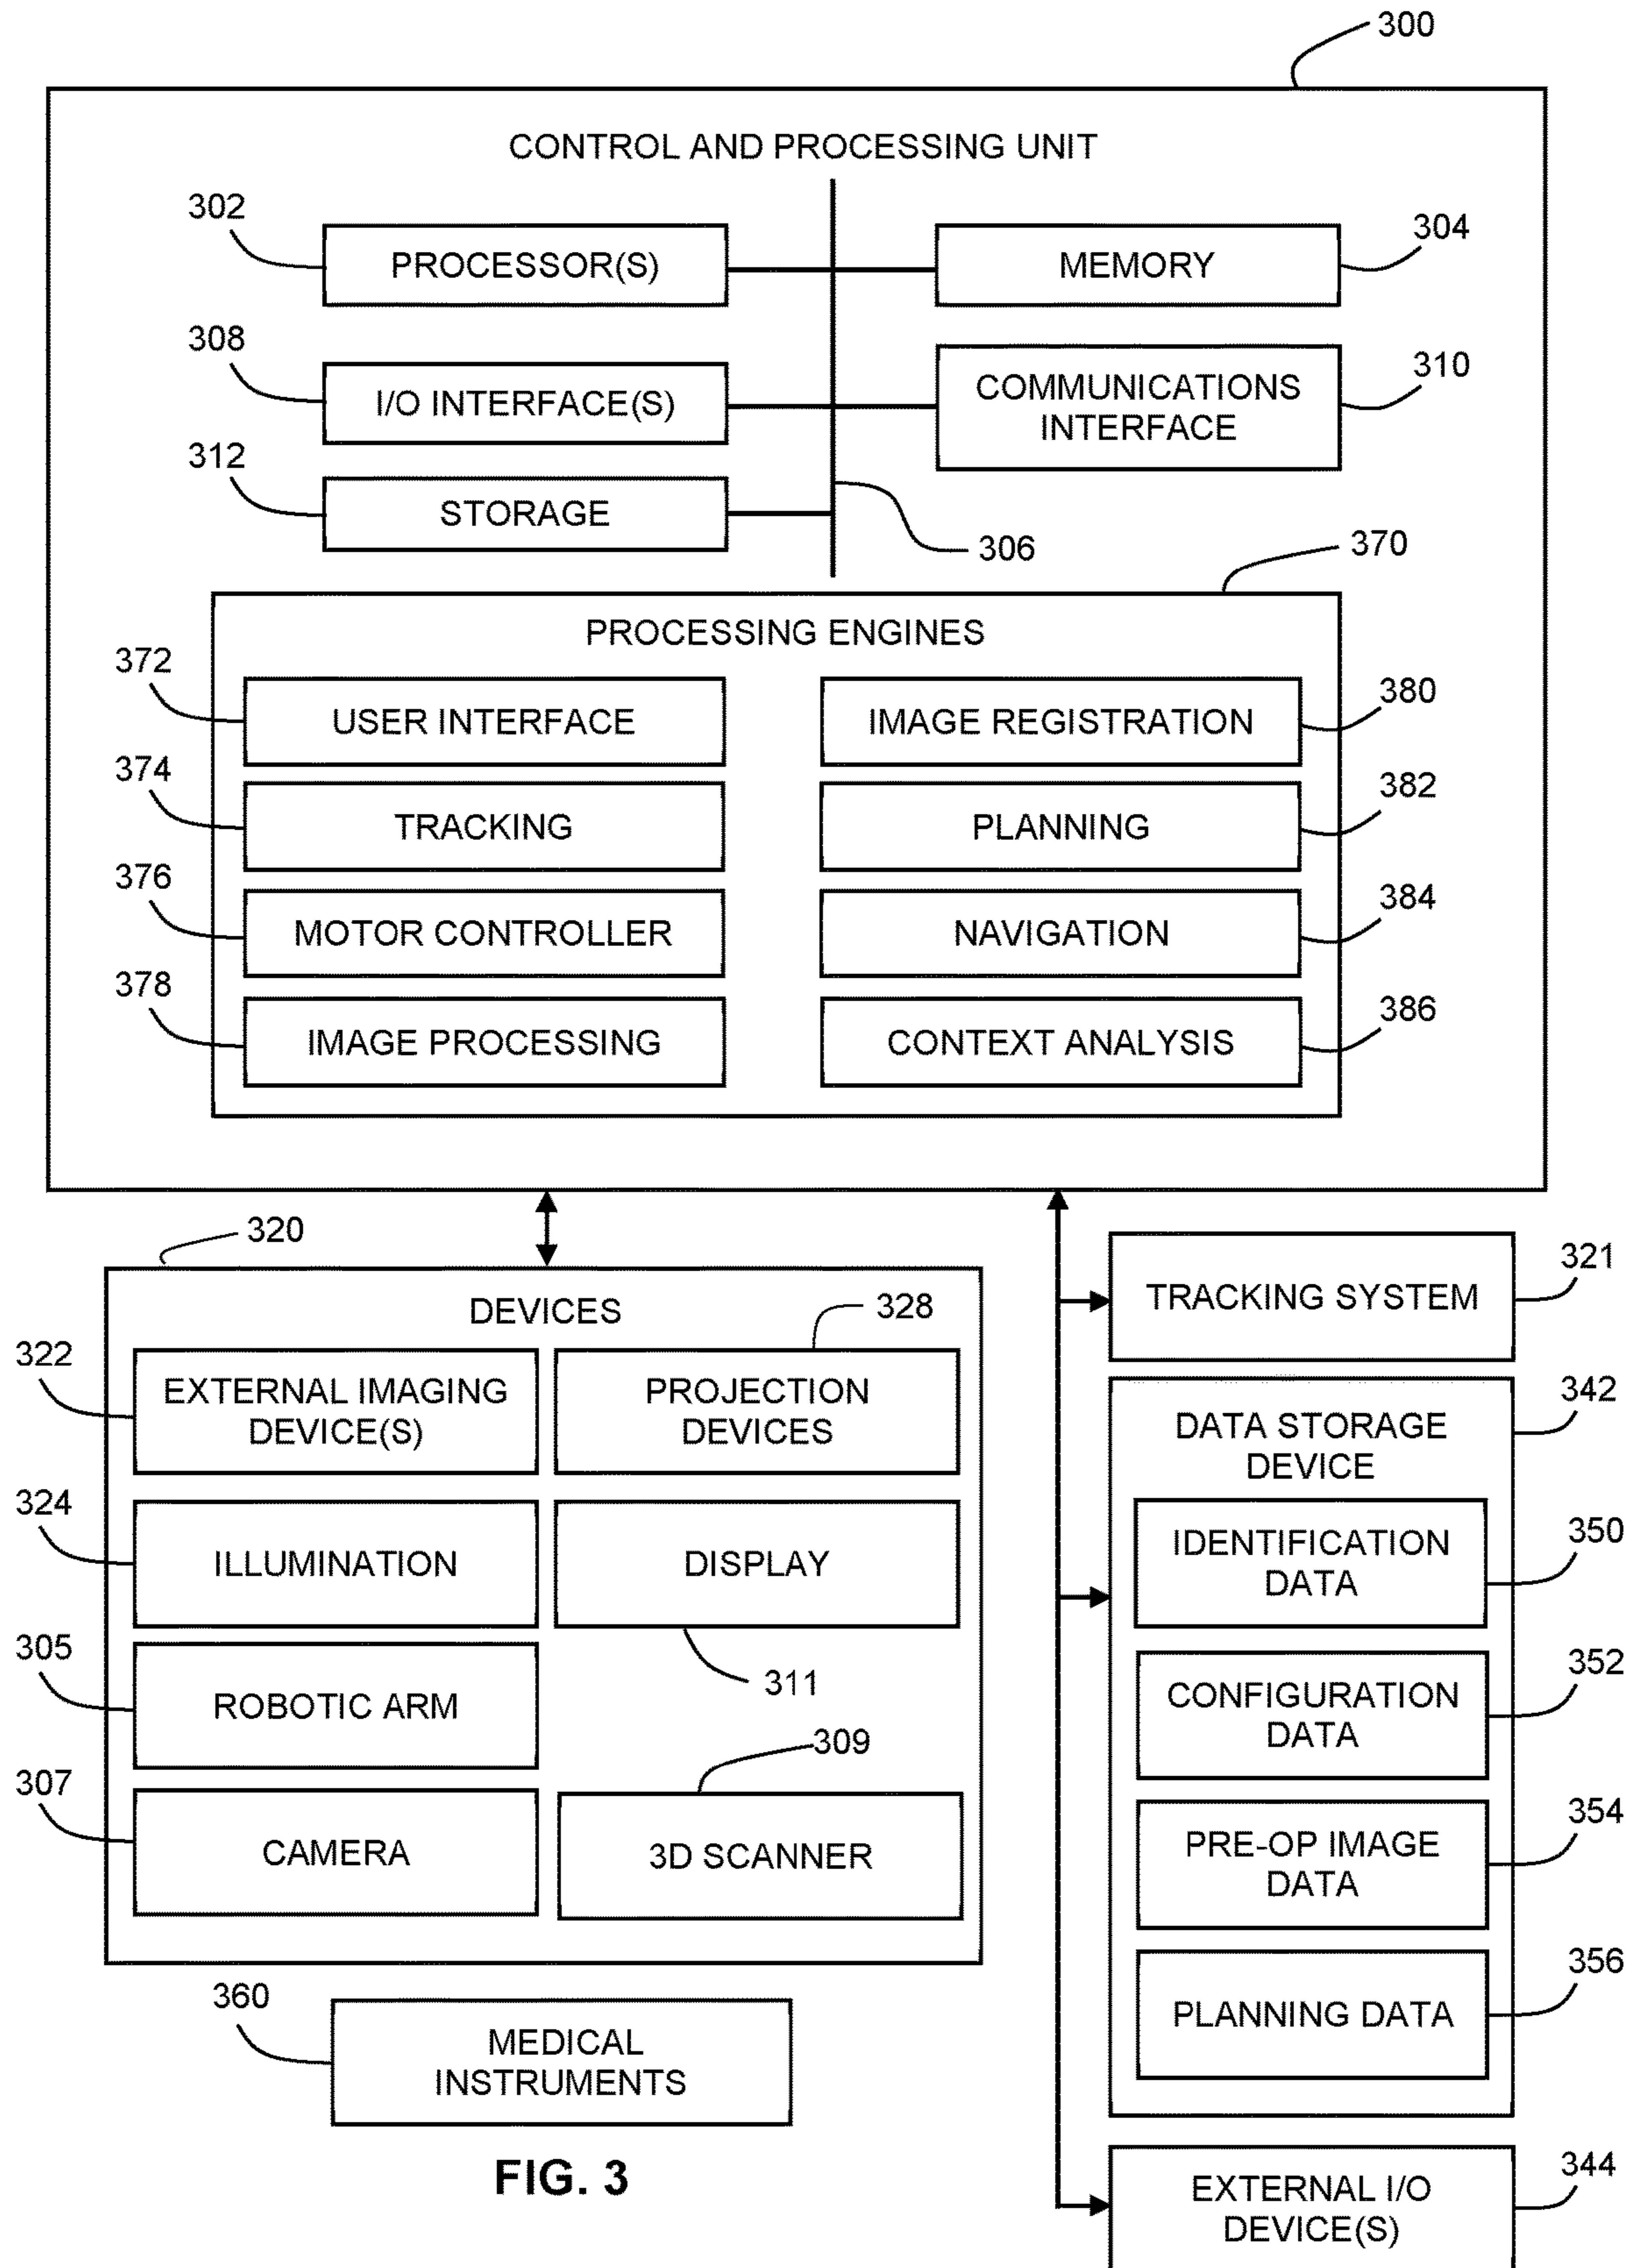 300
CONTROL AND PROCESSING UNIT
302
PROCESSOR(S)
MEMORY
304
308
I/O INTERFACE(S)
COMMUNICATIONS
INTERFACE
310
312
STORAGE
306
370
PROCESSING ENGINES
372
USER INTERFACE
IMAGE REGISTRATION
380
374
TRACKING
PLANNING
382
376
MOTOR CONTROLLER
NAVIGATION
384
378
IMAGE PROCESSING
CONTEXT ANALYSIS
386
320
DEVICES
328
322
EXTERNAL IMAGING
DEVICE(S)
PROJECTION
DEVICES
324
ILLUMINATION
DISPLAY
311
305
ROBOTIC ARM
309
307
CAMERA
3D SCANNER
360
MEDICAL
INSTRUMENTS
TRACKING SYSTEM
321
342
DATA STORAGE
DEVICE
IDENTIFICATION
DATA
350
CONFIGURATION
DATA
352
PRE-OP IMAGE
DATA
354
PLANNING DATA
356
EXTERNAL I/O
DEVICE(S)
344
FIG. 3